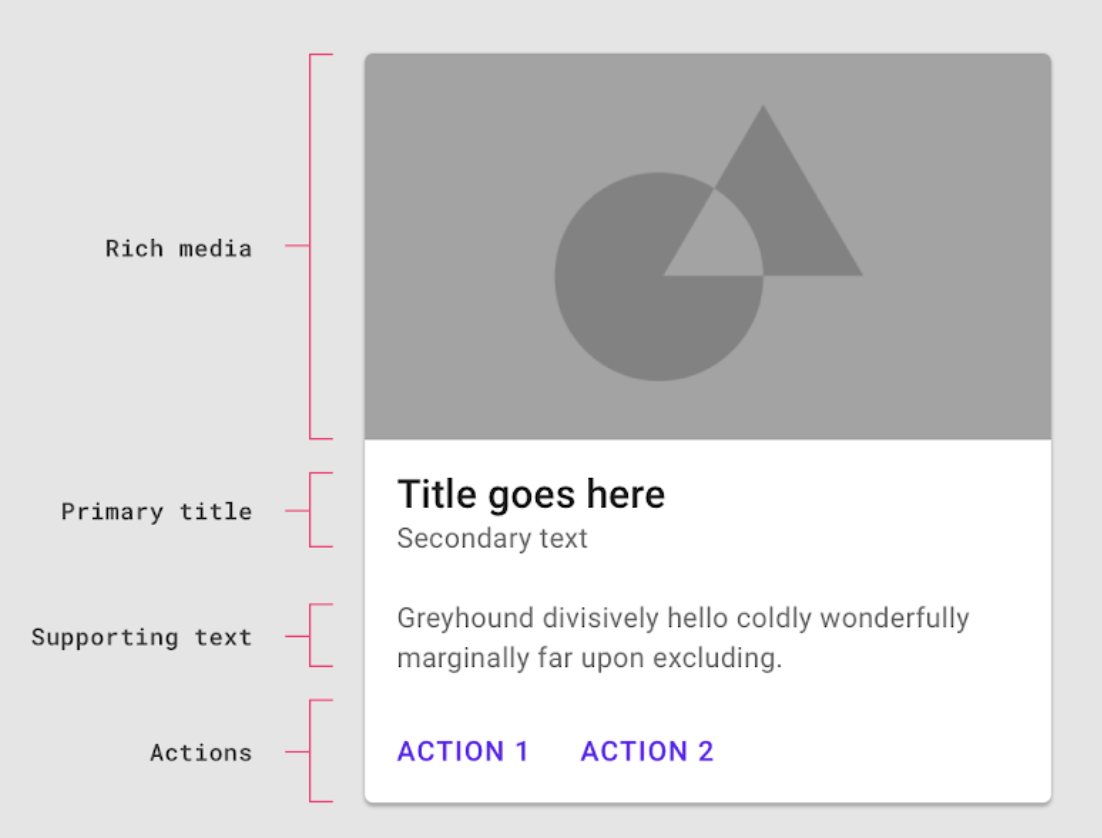 Rich media
Primary title
Title goes here
Secondary text
Supporting text
Greyhound divisively hello coldly wonderfully
marginally far upon excluding.
Actions
ACTION 1 ACTION 2